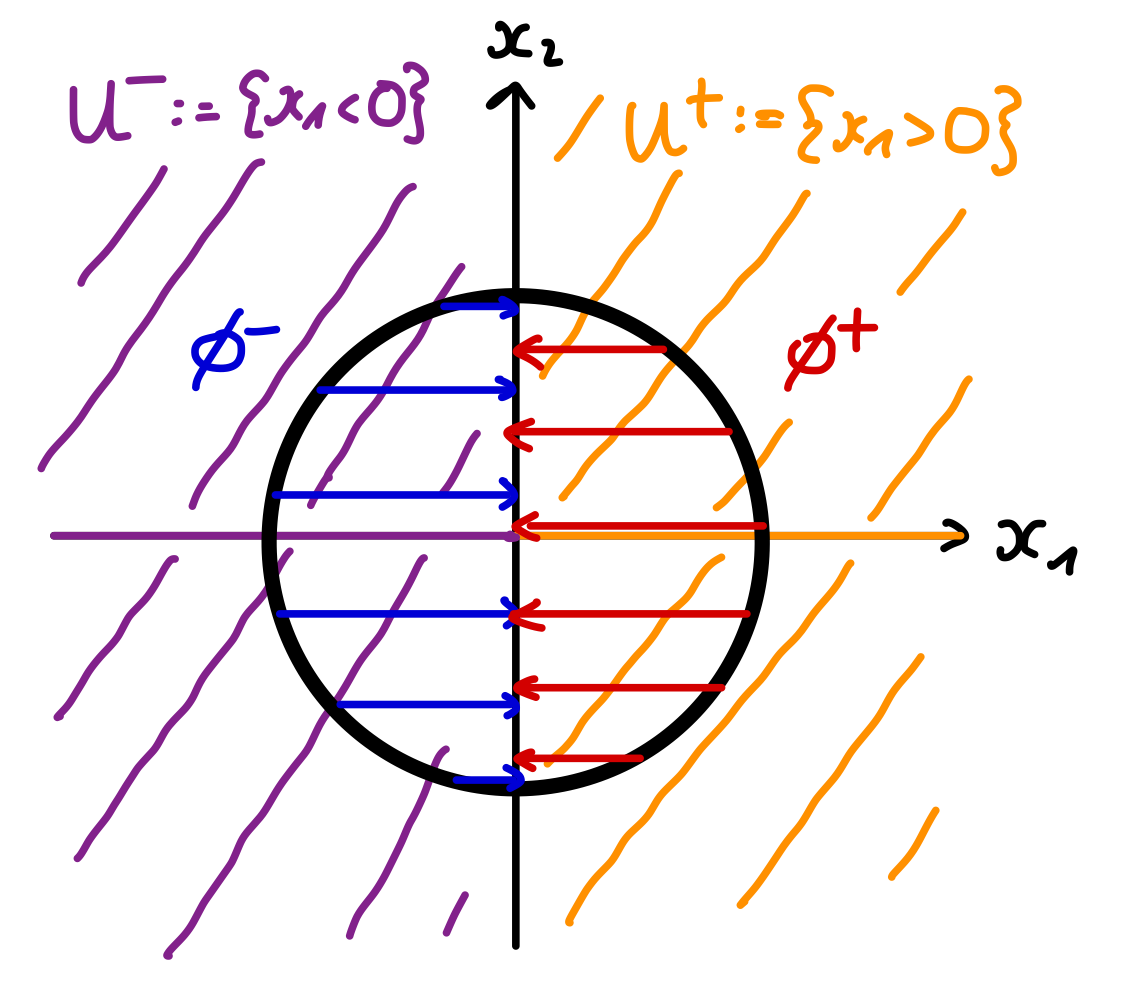 x₂
U⁻ := {x₁<0}
U⁺ := {x₁>0}
ϕ⁻
ϕ⁺
x₁